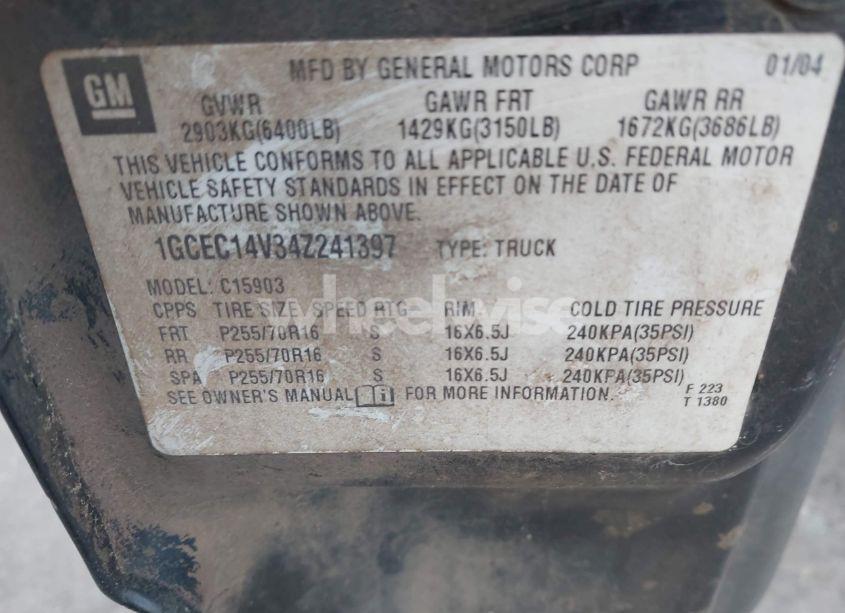 GM
MFD BY GENERAL MOTORS CORP 01/04
GVWR GAWR FRT GAWR RR
2903KG(6400LB) 1429KG(3150LB) 1672KG(3686LB)
THIS VEHICLE CONFORMS TO ALL APPLICABLE U.S. FEDERAL MOTOR
VEHICLE SAFETY STANDARDS IN EFFECT ON THE DATE OF
MANUFACTURE SHOWN ABOVE.
1GCEC14V34Z241397 TYPE: TRUCK
MODEL: C15903
CPPS TIRE SIZE SPEED RTG RIM COLD TIRE PRESSURE
FRT P255/70R16 S 16X6.5J 240KPA(35PSI)
RR P255/70R16 S 16X6.5J 240KPA(35PSI)
SPA P255/70R16 S 16X6.5J 240KPA(35PSI)
SEE OWNER'S MANUAL FOR MORE INFORMATION.
F 223
T 1380